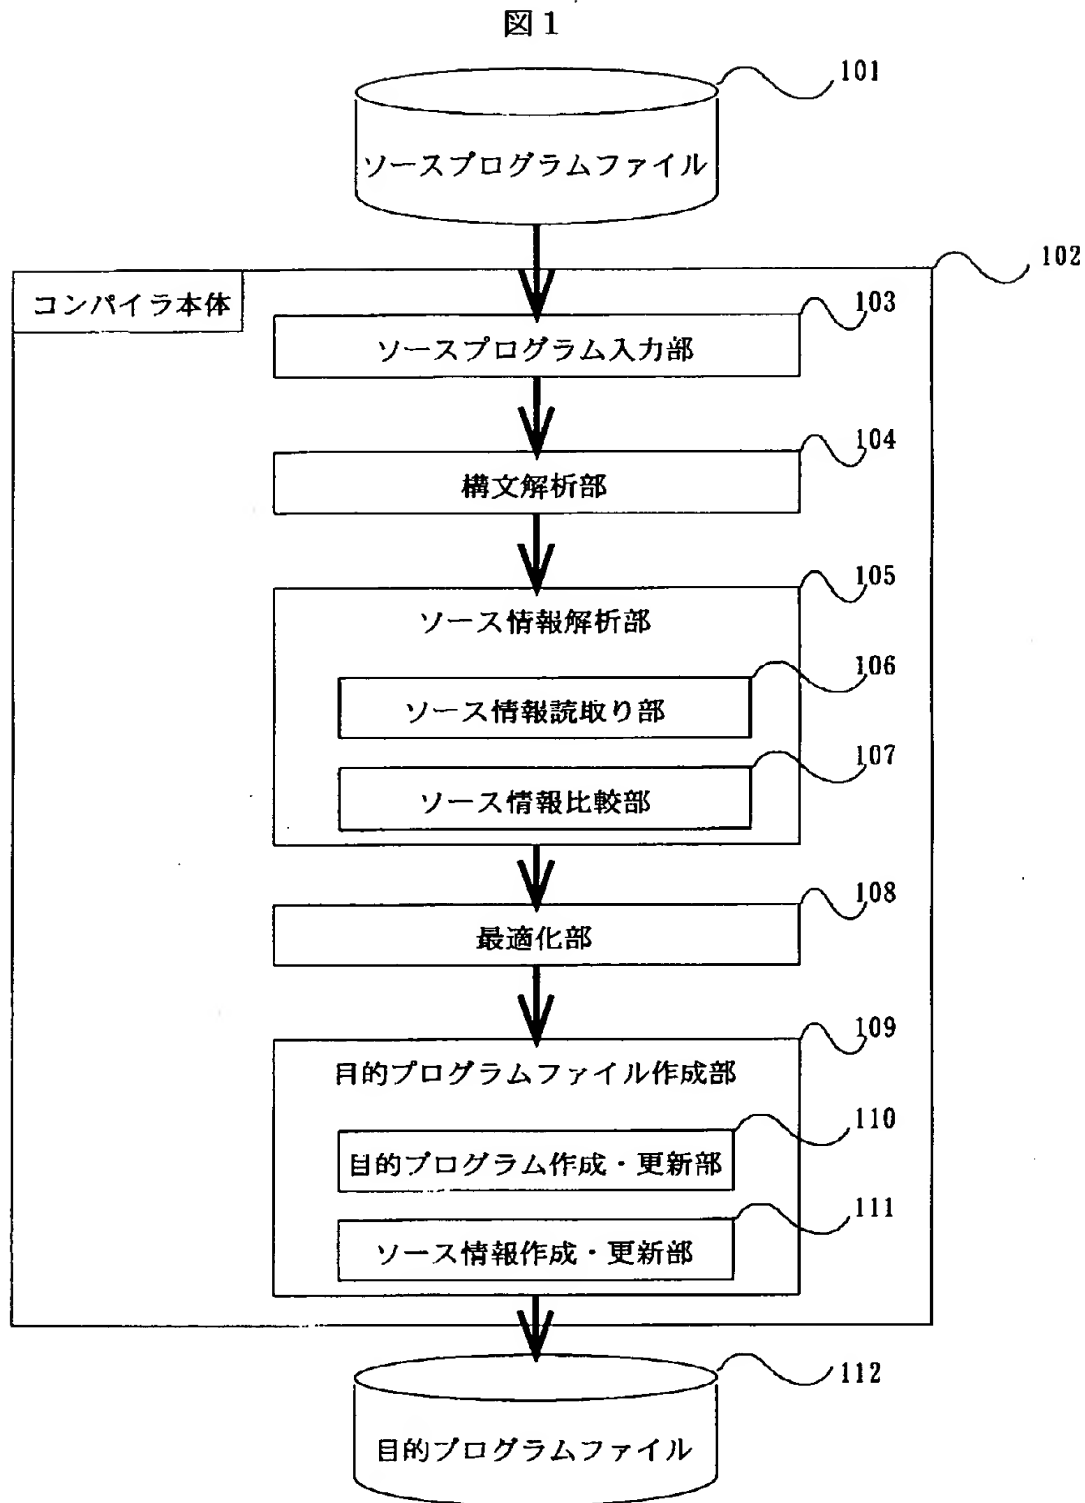 図1
101
ソースプログラムファイル
102
コンパイラ本体
103
ソースプログラム入力部
104
構文解析部
105
ソース情報解析部
106
ソース情報読取り部
107
ソース情報比較部
108
最適化部
109
目的プログラムファイル作成部
110
目的プログラム作成・更新部
111
ソース情報作成・更新部
112
目的プログラムファイル